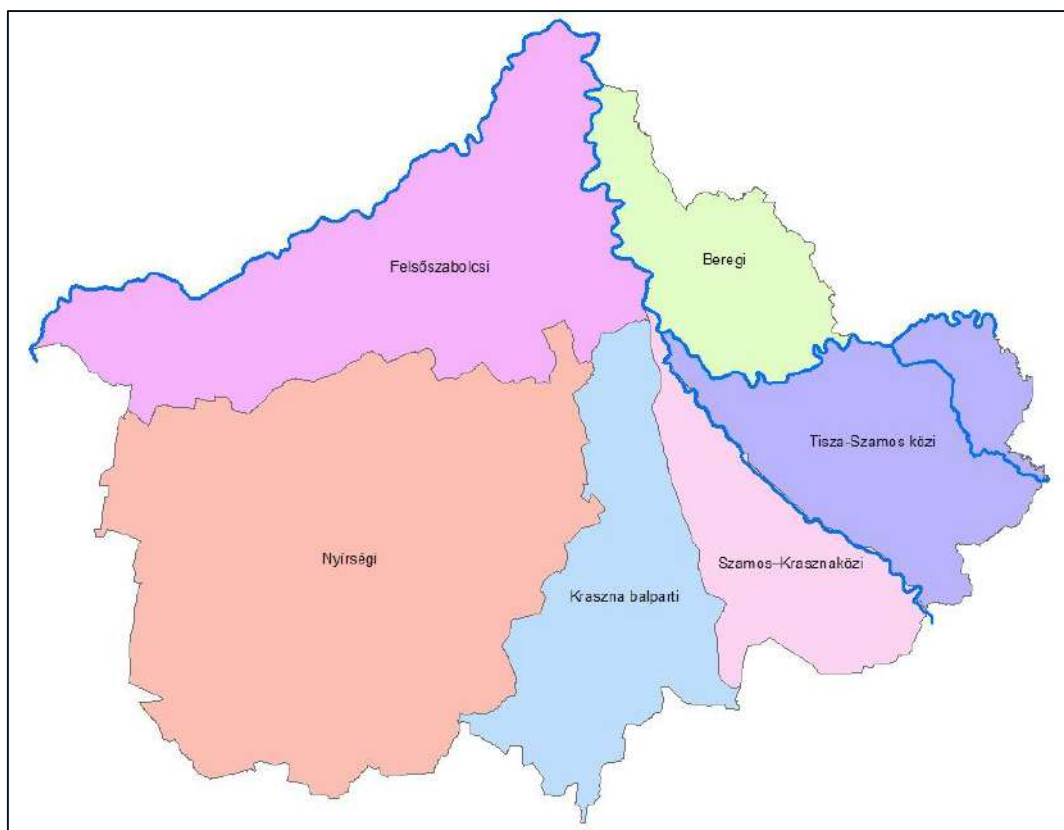 Felsőszabolcsi
Beregi
Tisza-Szamos közi
Nyírségi
Szamos–Krasznaközi
Kraszna balparti